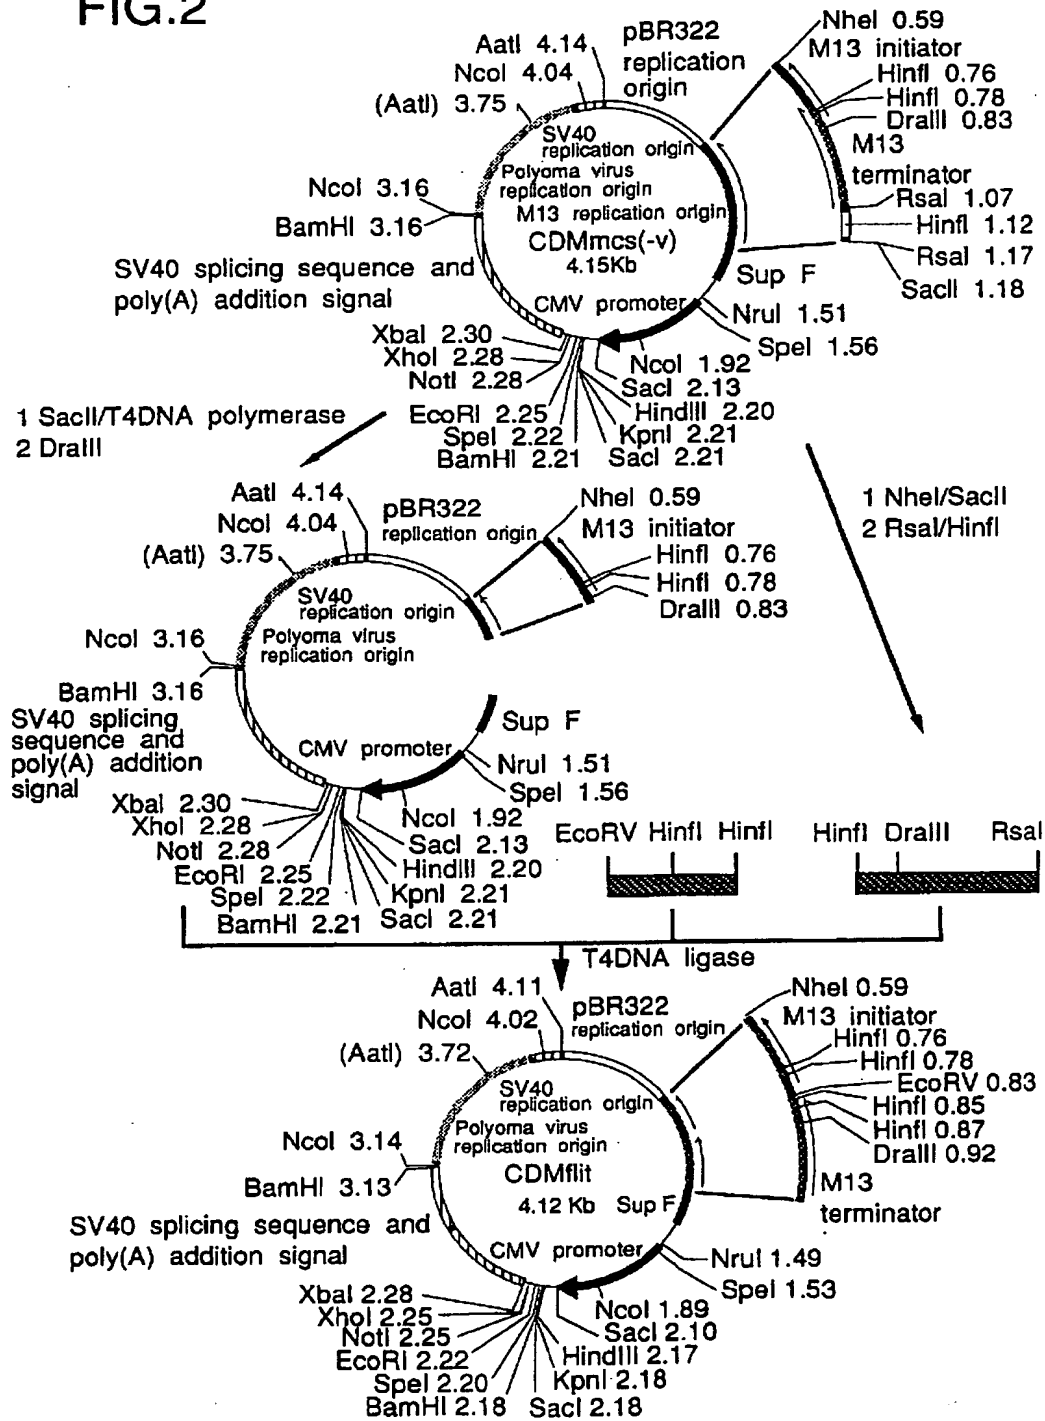 FIG.2
AatI 4.14
pBR322
replication
origin
NcoI 4.04
(AatI) 3.75
NheI 0.59
M13 initiator
HinfI 0.76
HinfI 0.78
DraIII 0.83
M13
terminator
RsaI 1.07
HinfI 1.12
RsaI 1.17
SacII 1.18
SV40
replication origin
Polyoma virus
replication origin
M13 replication origin
CDMmcs(-v)
4.15Kb
NcoI 3.16
BamHI 3.16
SV40 splicing sequence and
poly(A) addition signal
Sup F
CMV promoter
NruI 1.51
SpeI 1.56
XbaI 2.30
XhoI 2.28
NotI 2.28
NcoI 1.92
SacI 2.13
EcoRI 2.25
HindIII 2.20
SpeI 2.22
KpnI 2.21
BamHI 2.21
SacI 2.21
1 SacII/T4DNA polymerase
2 DraIII
1 NheI/SacII
2 RsaI/HinfI
AatI 4.14
pBR322
replication origin
NcoI 4.04
(AatI) 3.75
NheI 0.59
M13 initiator
HinfI 0.76
HinfI 0.78
DraIII 0.83
SV40
replication origin
Polyoma virus
replication origin
NcoI 3.16
BamHI 3.16
SV40 splicing
sequence and
poly(A) addition
signal
Sup F
CMV promoter
NruI 1.51
SpeI 1.56
XbaI 2.30
XhoI 2.28
NotI 2.28
NcoI 1.92
SacI 2.13
EcoRI 2.25
HindIII 2.20
SpeI 2.22
KpnI 2.21
BamHI 2.21
SacI 2.21
EcoRV HinfI HinfI
HinfI DraIII RsaI
T4DNA ligase
AatI 4.11
pBR322
replication origin
NcoI 4.02
(AatI) 3.72
NheI 0.59
M13 initiator
HinfI 0.76
HinfI 0.78
EcoRV 0.83
HinfI 0.85
HinfI 0.87
DraIII 0.92
M13
terminator
SV40
replication origin
Polyoma virus
replication origin
CDMflit
4.12 Kb
Sup F
NcoI 3.14
BamHI 3.13
SV40 splicing sequence and
poly(A) addition signal
CMV promoter
NruI 1.49
SpeI 1.53
XbaI 2.28
XhoI 2.25
NotI 2.25
NcoI 1.89
SacI 2.10
EcoRI 2.22
HindIII 2.17
SpeI 2.20
KpnI 2.18
BamHI 2.18
SacI 2.18